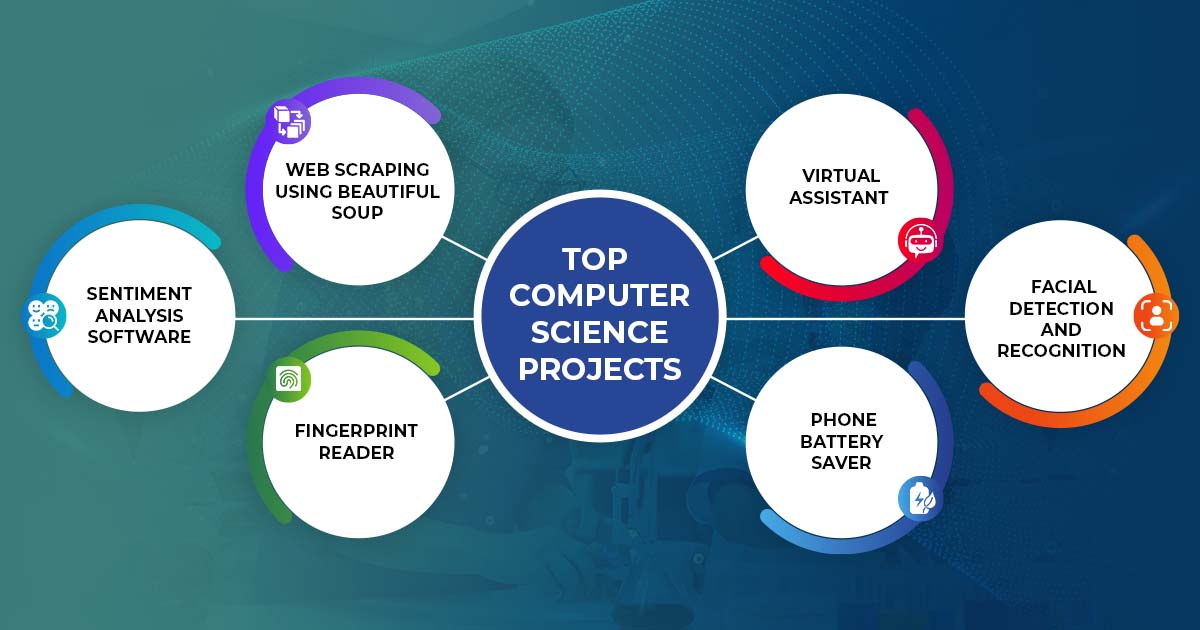 TOP
COMPUTER
SCIENCE
PROJECTS
WEB SCRAPING
USING BEAUTIFUL
SOUP
VIRTUAL
ASSISTANT
SENTIMENT
ANALYSIS
SOFTWARE
FACIAL
DETECTION
AND
RECOGNITION
FINGERPRINT
READER
PHONE
BATTERY
SAVER